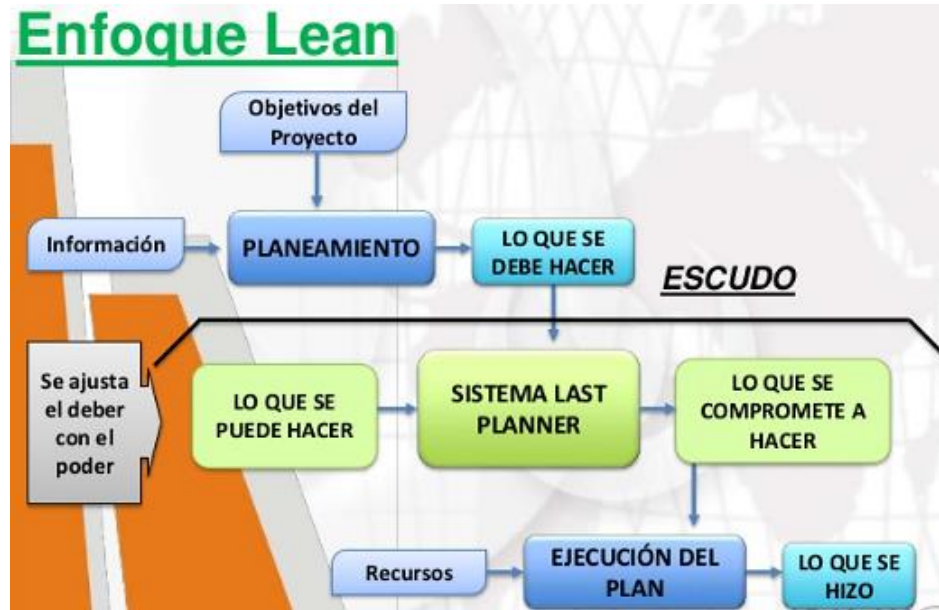 Enfoque Lean
Objetivos del
Proyecto
Información
PLANEAMIENTO
LO QUE SE
DEBE HACER
ESCUDO
Se ajusta
el deber
con el
poder
LO QUE SE
PUEDE HACER
SISTEMA LAST
PLANNER
LO QUE SE
COMPROMETE A
HACER
Recursos
EJECUCIÓN DEL
PLAN
LO QUE SE
HIZO